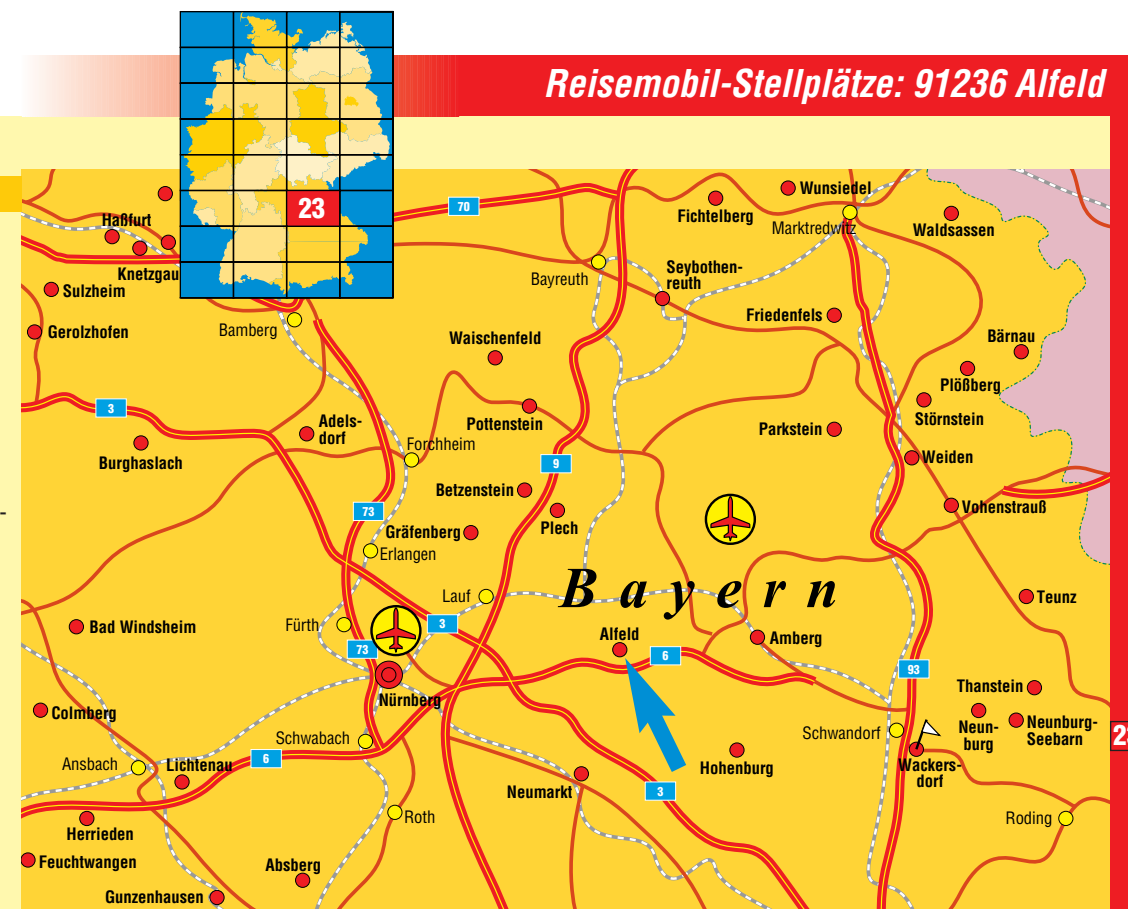 Reisemobil-Stellplätze: 91236 Alfeld
23
70
Wunsiedel
Fichtelberg
Marktredwitz
Waldsassen
Haßfurt
Knetzgau
Sulzheim
Bayreuth
Seybothen-
reuth
Gerolzhofen
Bamberg
Waischenfeld
Friedenfels
Bärnau
Plößberg
3
Adels-
dorf
Pottenstein
Störnstein
Parkstein
Forchheim
Burghaslach
9
Weiden
Betzenstein
73
Plech
Vohenstrauß
-
Gräfenberg
Erlangen
Bayern
Lauf
Teunz
Bad Windsheim
Fürth
3
Alfeld
Amberg
73
6
93
Nürnberg
Thanstein
Colmberg
Neun-
burg
Neunburg-
Seebarn
Schwabach
Schwandorf
6
Ansbach
Lichtenau
Hohenburg
Wackers-
dorf
Neumarkt
3
Roth
Roding
Herrieden
Feuchtwangen
Absberg
Gunzenhausen